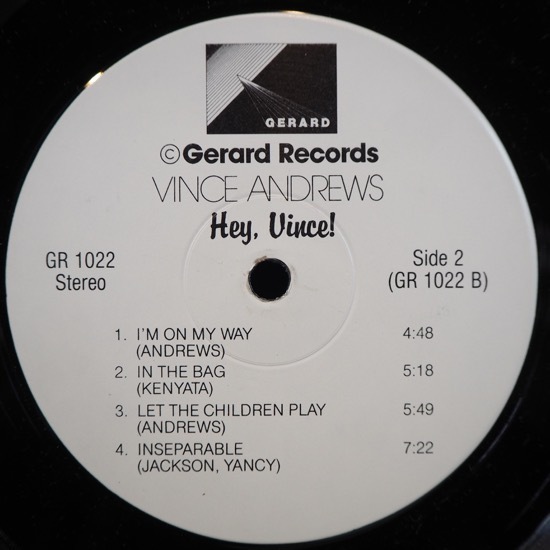 GERARD
©Gerard Records
VINCE ANDREWS
Hey, Vince!
GR 1022
Stereo
Side 2
(GR 1022 B)
1. I'M ON MY WAY 4:48
(ANDREWS)
2. IN THE BAG 5:18
(KENYATA)
3. LET THE CHILDREN PLAY 5:49
(ANDREWS)
4. INSEPARABLE 7:22
(JACKSON, YANCY)